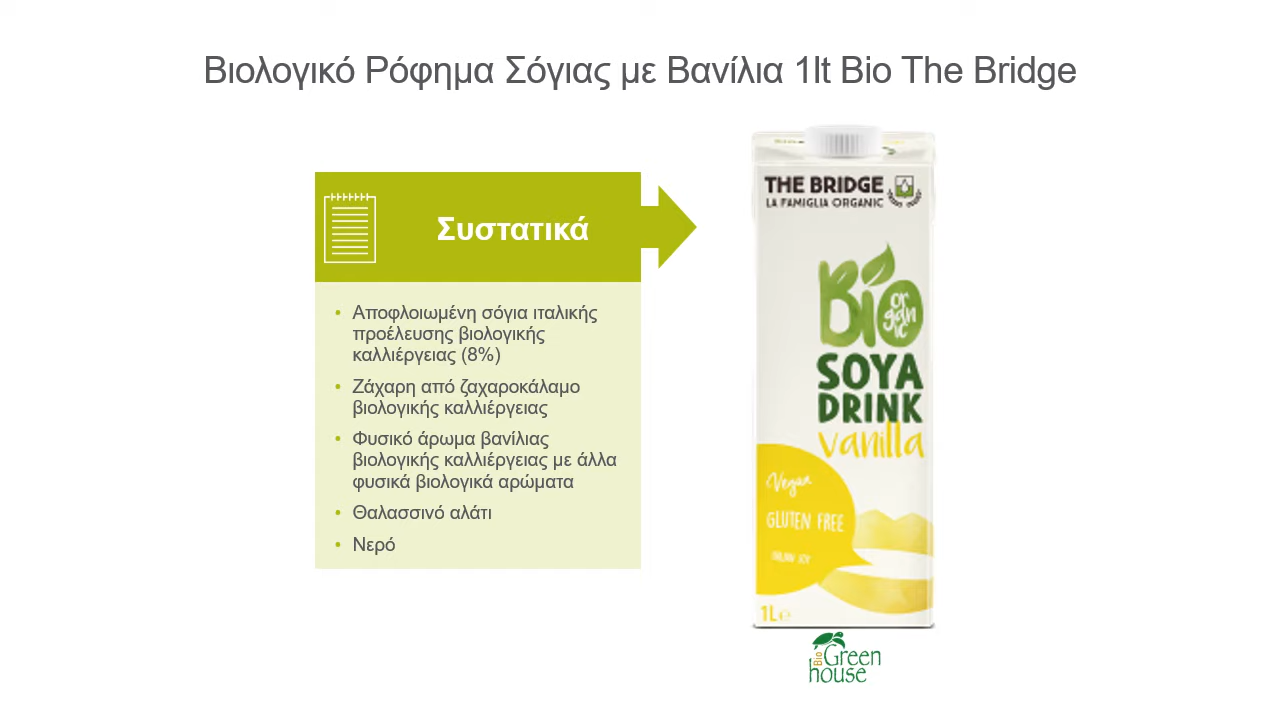 Βιολογικό Ρόφημα Σόγιας με Βανίλια 1lt Bio The Bridge
Συστατικά
• Αποφλοιωμένη σόγια ιταλικής
προέλευσης βιολογικής
καλλιέργειας (8%)
• Ζάχαρη από ζαχαροκάλαμο
βιολογικής καλλιέργειας
• Φυσικό άρωμα βανίλιας
βιολογικής καλλιέργειας με άλλα
φυσικά βιολογικά αρώματα
• Θαλασσινό αλάτι
• Νερό
THE BRIDGE
LA FAMIGLIA ORGANIC
Bio
organic
SOYA
DRINK
vanilla
Vegan
GLUTEN FREE
1L℮
Bio Green
house